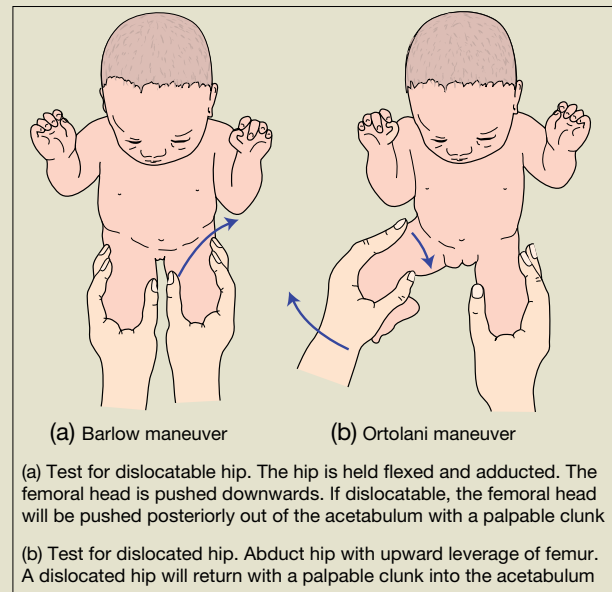 (a) Barlow maneuver
(b) Ortolani maneuver
(a) Test for dislocatable hip. The hip is held flexed and adducted. The
femoral head is pushed downwards. If dislocatable, the femoral head
will be pushed posteriorly out of the acetabulum with a palpable clunk
(b) Test for dislocated hip. Abduct hip with upward leverage of femur.
A dislocated hip will return with a palpable clunk into the acetabulum